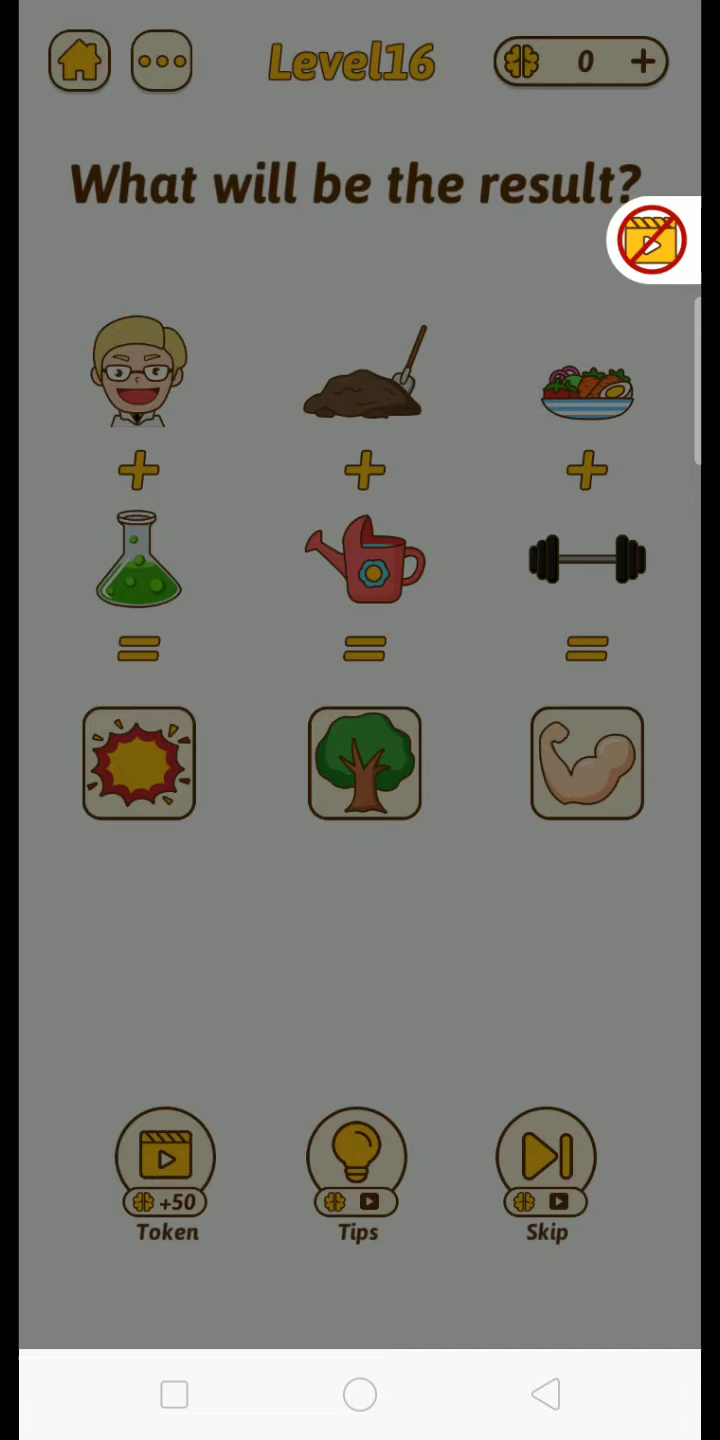 Level16
0 +
What will be the result?
+ + +
= = =
+50
Token
Tips
Skip